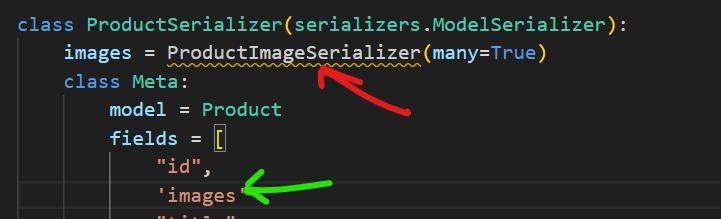 class ProductSerializer(serializers.ModelSerializer):
images = ProductImageSerializer(many=True)
class Meta:
model = Product
fields = [
"id",
'images'
"title"